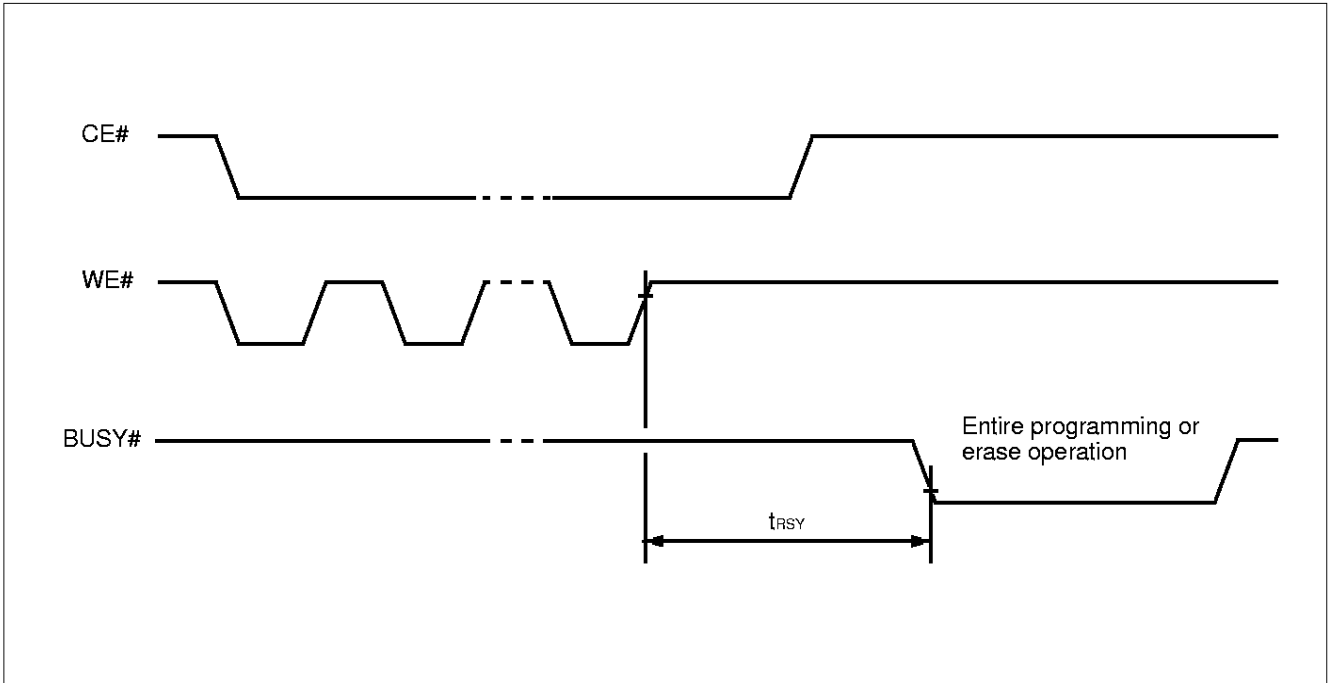 CE#
WE#
BUSY#
Entire programming or
erase operation
tRSY